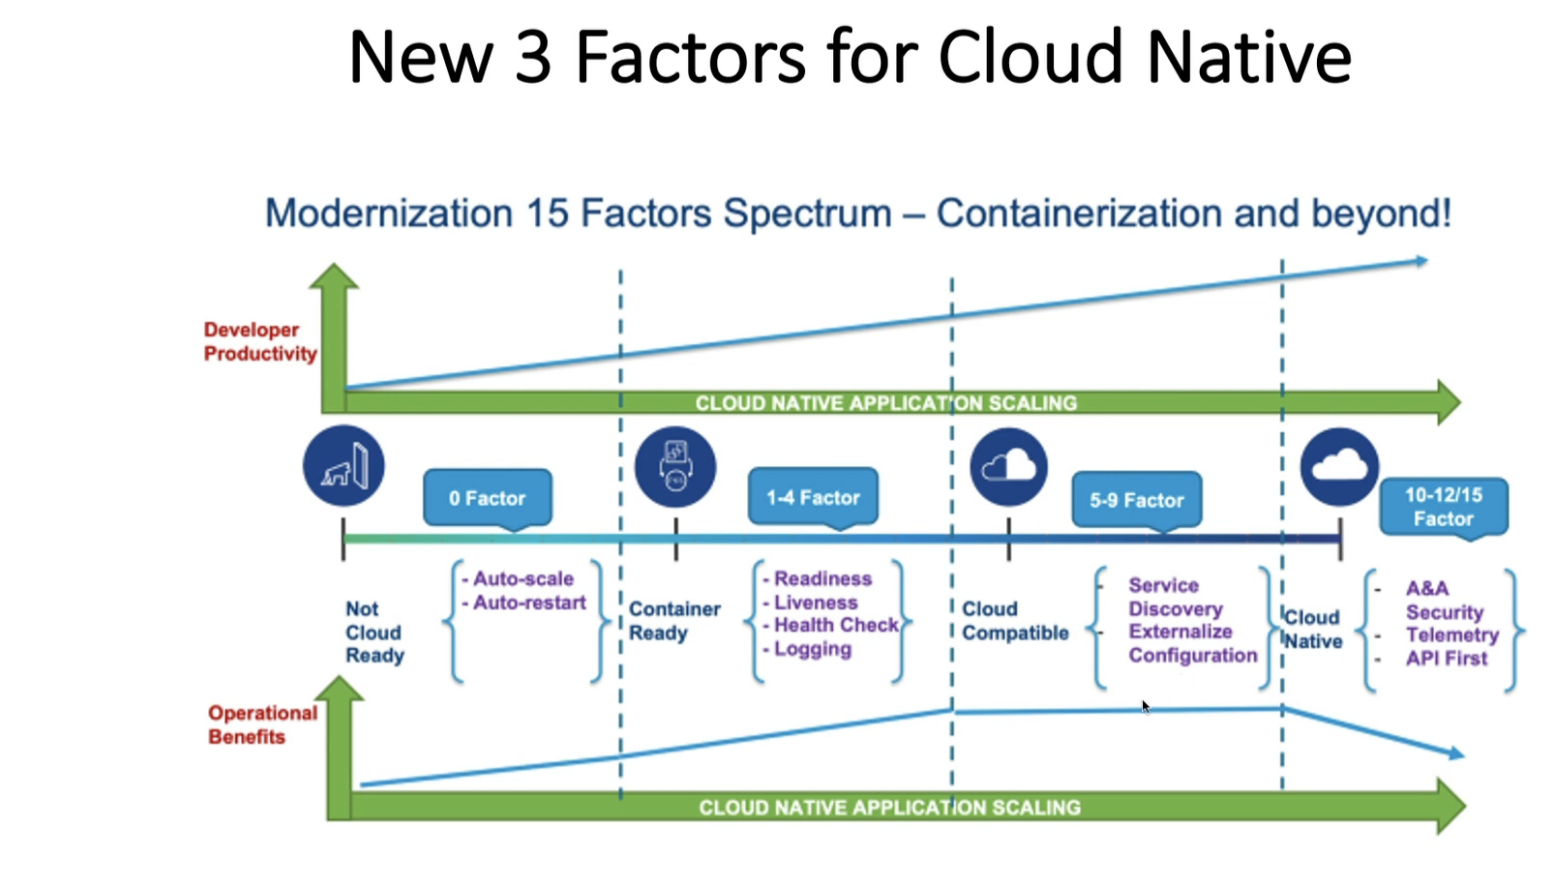 New 3 Factors for Cloud Native
Modernization 15 Factors Spectrum – Containerization and beyond!
Developer
Productivity
CLOUD NATIVE APPLICATION SCALING
0 Factor
1-4 Factor
5-9 Factor
10-12/15
Factor
Not
Cloud
Ready
- Auto-scale
- Auto-restart
Container
Ready
- Readiness
- Liveness
- Health Check
- Logging
Cloud
Compatible
- Service
Discovery
- Externalize
Configuration
Cloud
Native
- A&A
Security
- Telemetry
- API First
Operational
Benefits
CLOUD NATIVE APPLICATION SCALING